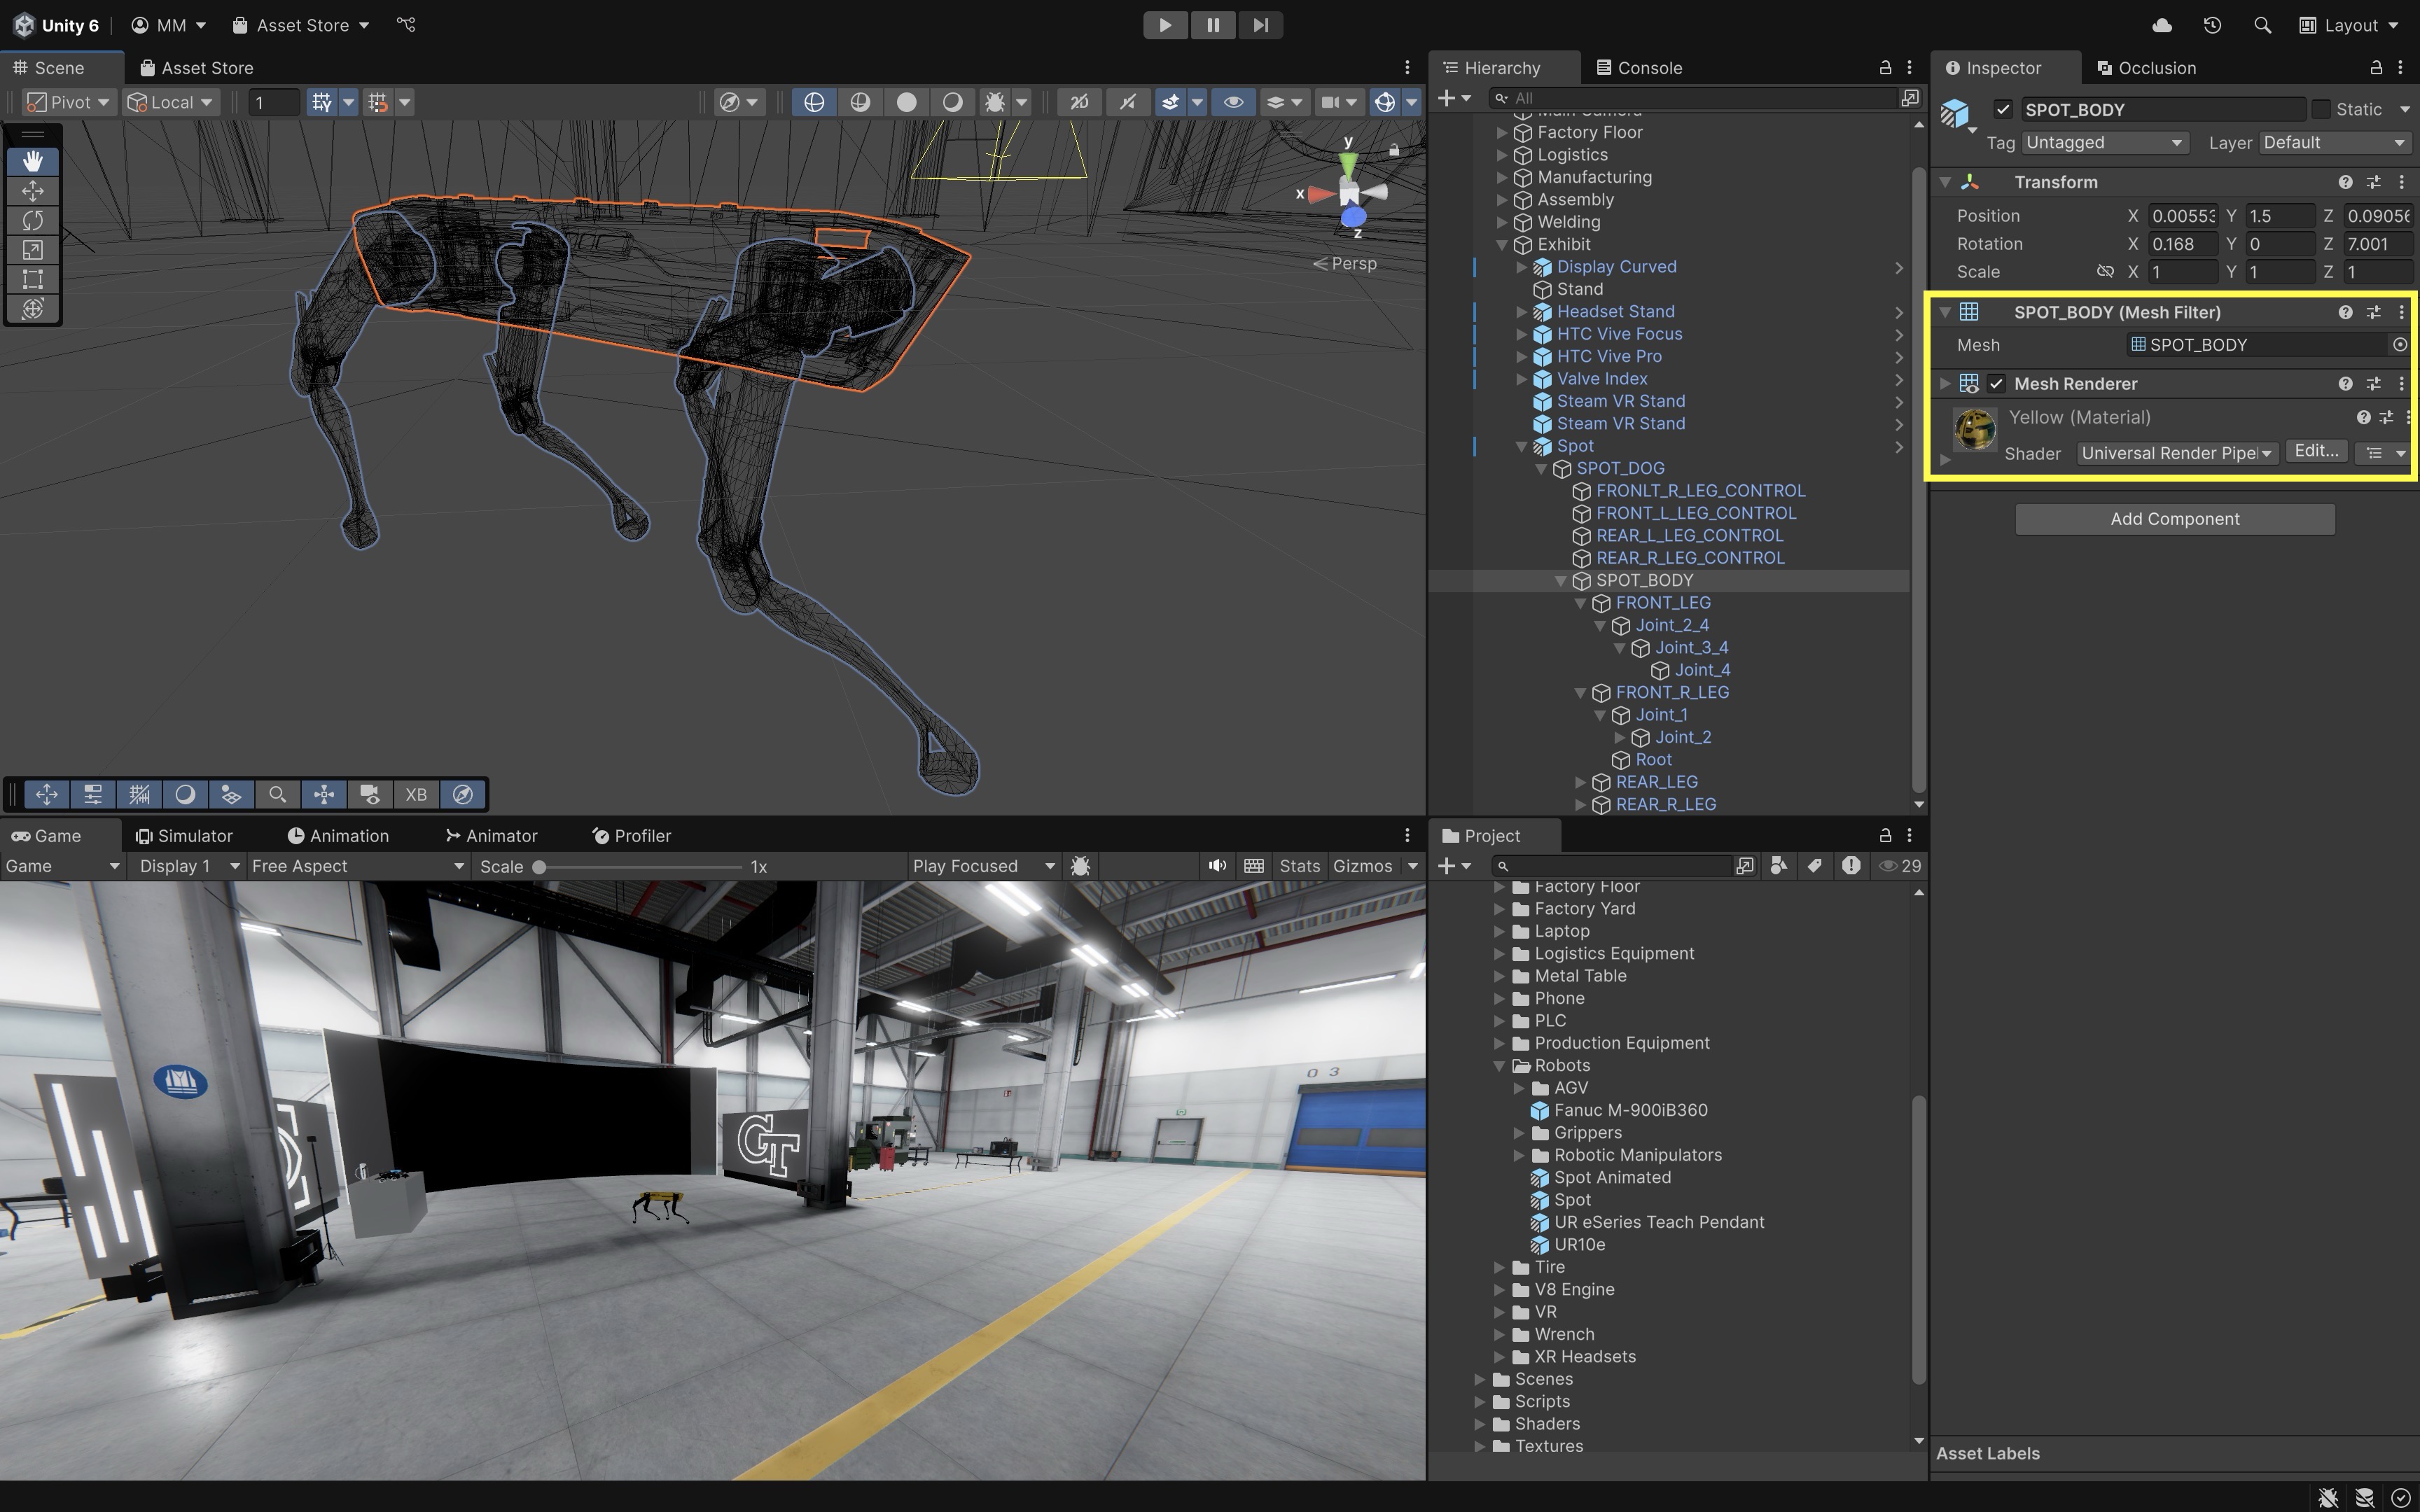 Unity 6
MM
Asset Store
Layout
Scene
Asset Store
Pivot
Local
1
2D
y
x
z
Persp
XB
Hierarchy
Console
All
Main Camera
Factory Floor
Logistics
Manufacturing
Assembly
Welding
Exhibit
Display Curved
Stand
Headset Stand
HTC Vive Focus
HTC Vive Pro
Valve Index
Steam VR Stand
Steam VR Stand
Spot
SPOT_DOG
FRONLT_R_LEG_CONTROL
FRONT_L_LEG_CONTROL
REAR_L_LEG_CONTROL
REAR_R_LEG_CONTROL
SPOT_BODY
FRONT_LEG
Joint_2_4
Joint_3_4
Joint_4
FRONT_R_LEG
Joint_1
Joint_2
Root
REAR_LEG
REAR_R_LEG
Inspector
Occlusion
SPOT_BODY
Static
Tag Untagged Layer Default
Transform
Position X 0.00553 Y 1.5 Z 0.09056
Rotation X 0.168 Y 0 Z 7.001
Scale X 1 Y 1 Z 1
SPOT_BODY (Mesh Filter)
Mesh SPOT_BODY
Mesh Renderer
Yellow (Material)
Shader Universal Render Pipel Edit...
Add Component
Asset Labels
Game
Simulator
Animation
Animator
Profiler
Game
Display 1
Free Aspect
Scale 1x
Play Focused
Stats
Gizmos
GT
03
Project
29
Factory Floor
Factory Yard
Laptop
Logistics Equipment
Metal Table
Phone
PLC
Production Equipment
Robots
AGV
Fanuc M-900iB360
Grippers
Robotic Manipulators
Spot Animated
Spot
UR eSeries Teach Pendant
UR10e
Tire
V8 Engine
VR
Wrench
XR Headsets
Scenes
Scripts
Shaders
Textures